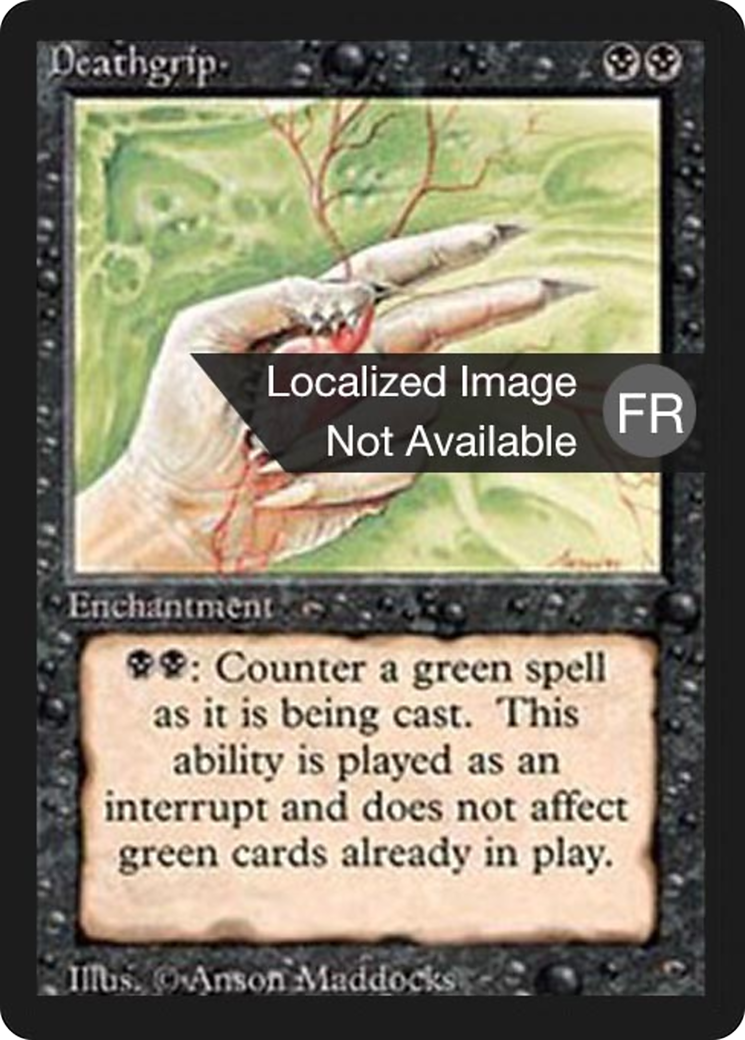 Deathgrip
Localized Image
Not Available
FR
Enchantment
: Counter a green spell
as it is being cast. This
ability is played as an
interrupt and does not affect
green cards already in play.
Illus. © Anson Maddocks